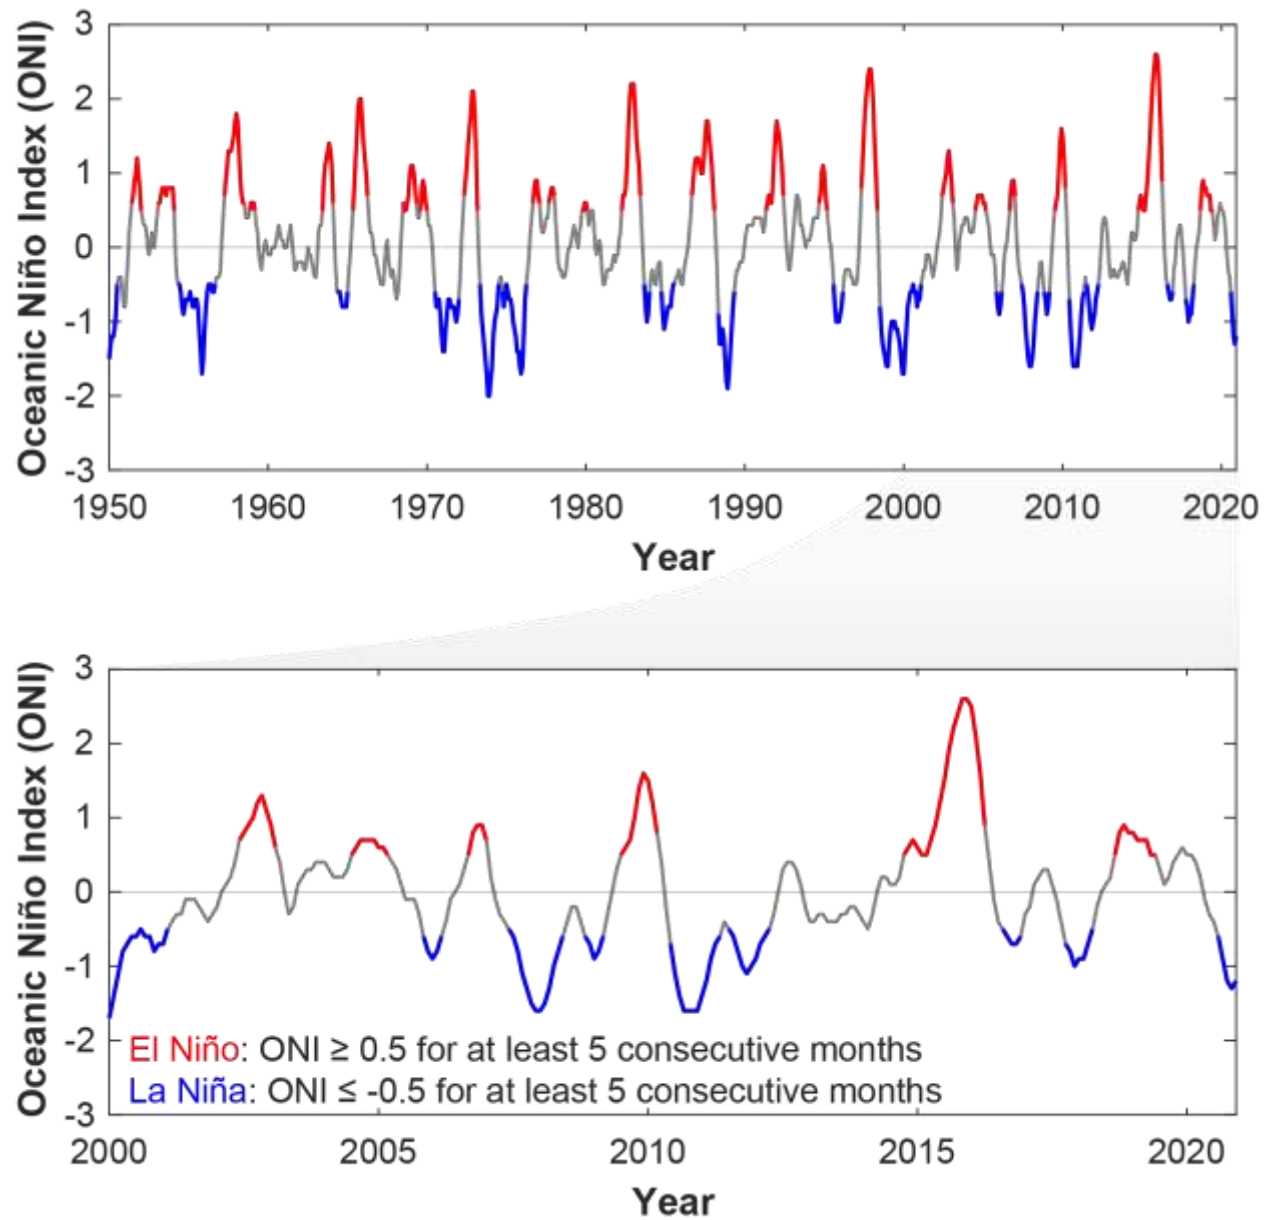 Oceanic Niño Index (ONI)
3
2
1
0
-1
-2
-3
1950 1960 1970 1980 1990 2000 2010 2020
Year
Oceanic Niño Index (ONI)
3
2
1
0
-1
-2
-3
El Niño: ONI ≥ 0.5 for at least 5 consecutive months
La Niña: ONI ≤ -0.5 for at least 5 consecutive months
2000 2005 2010 2015 2020
Year